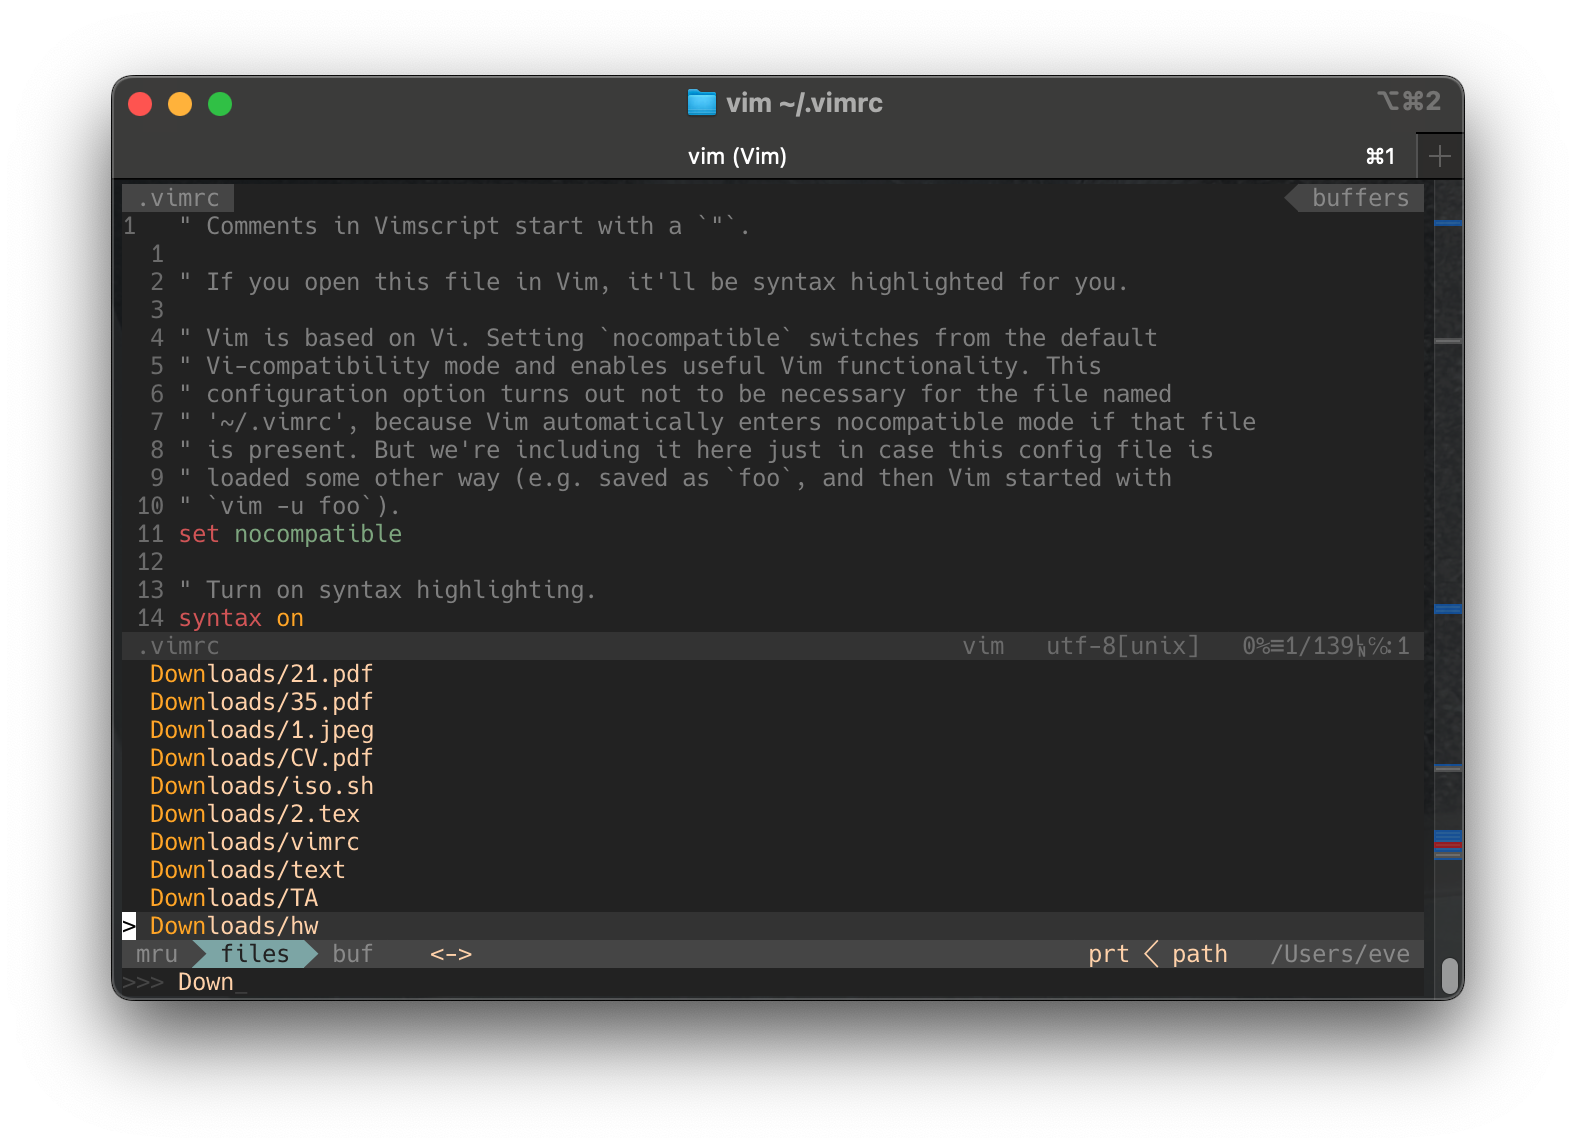 vim ~/.vimrc ⌥⌘2
vim (Vim) ⌘1 +
.vimrc buffers
1 " Comments in Vimscript start with a `"`.
1
2 " If you open this file in Vim, it'll be syntax highlighted for you.
3
4 " Vim is based on Vi. Setting `nocompatible` switches from the default
5 " Vi-compatibility mode and enables useful Vim functionality. This
6 " configuration option turns out not to be necessary for the file named
7 " '~/.vimrc', because Vim automatically enters nocompatible mode if that file
8 " is present. But we're including it here just in case this config file is
9 " loaded some other way (e.g. saved as `foo`, and then Vim started with
10 " `vim -u foo`).
11 set nocompatible
12
13 " Turn on syntax highlighting.
14 syntax on
.vimrc vim utf-8[unix] 0%≡1/139␤℅:1
Downloads/21.pdf
Downloads/35.pdf
Downloads/1.jpeg
Downloads/CV.pdf
Downloads/iso.sh
Downloads/2.tex
Downloads/vimrc
Downloads/text
Downloads/TA
> Downloads/hw
mru files buf <-> prt path /Users/eve
>>> Down_